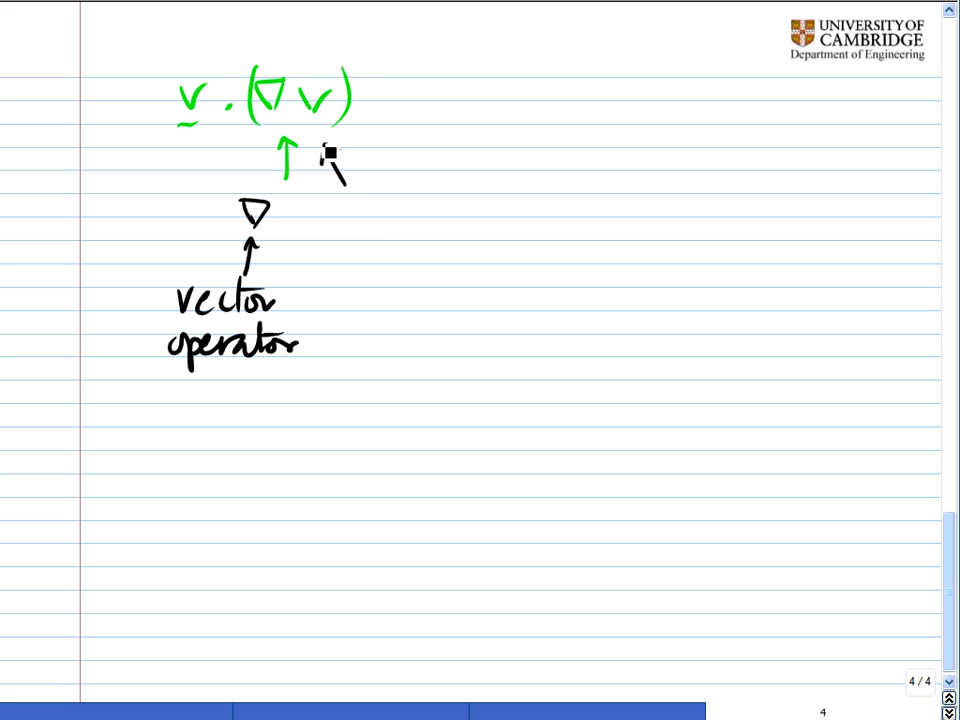 UNIVERSITY OF
CAMBRIDGE
Department of Engineering
v · (∇ v)
↑
∇
↑
vector
operator
4 / 4
4